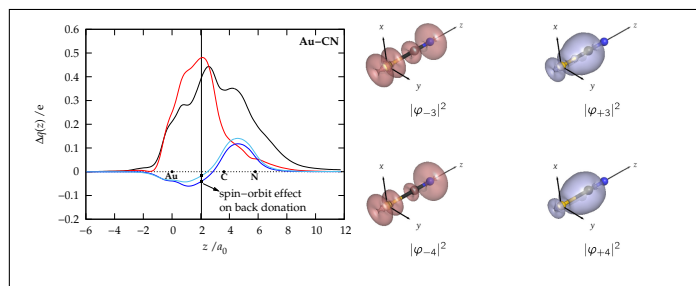 Au−CN
Δq(z) / e
0.6
0.5
0.4
0.3
0.2
0.1
0
−0.1
−0.2
Au
C
N
spin−orbit effect
on back donation
−6 −4 −2 0 2 4 6 8 10 12
z /a₀
x
y
z
|φ₋₃|²
x
y
z
|φ₊₃|²
x
y
z
|φ₋₄|²
x
y
z
|φ₊₄|²